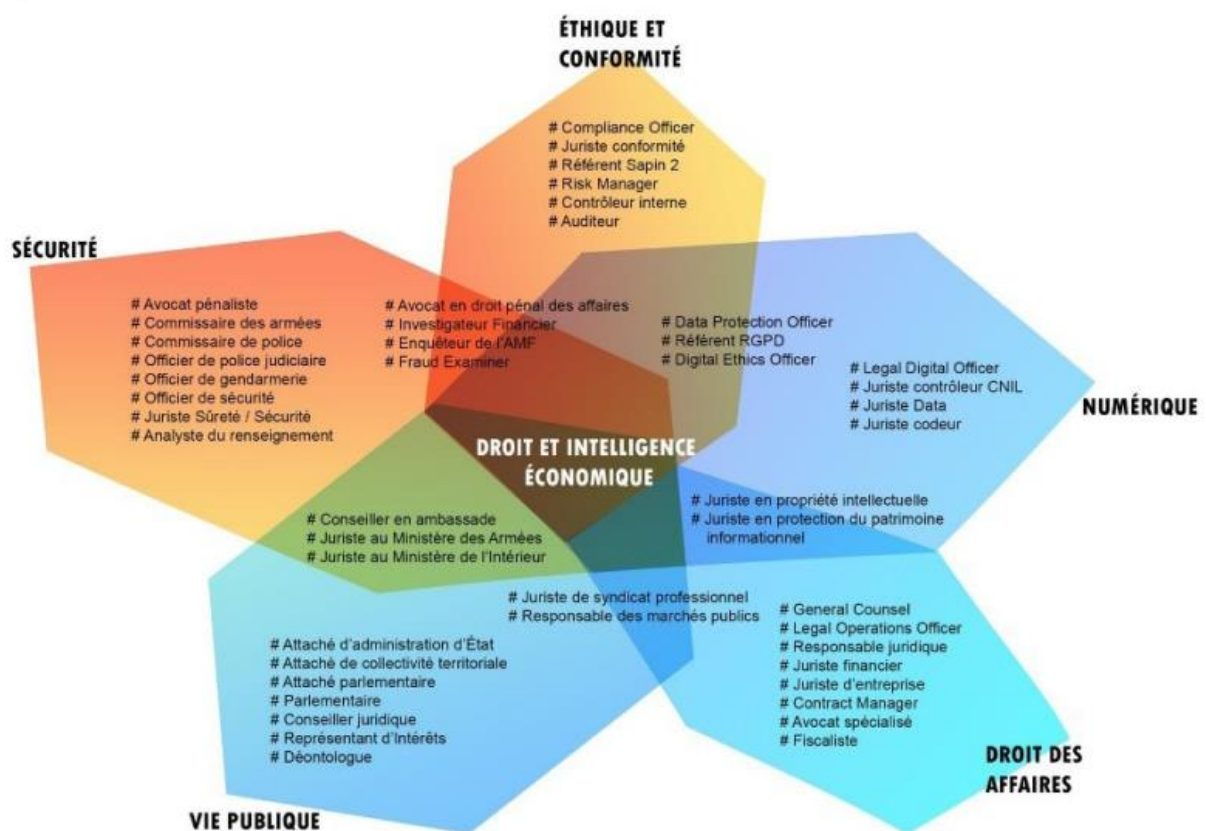 ÉTHIQUE ET
CONFORMITÉ
# Compliance Officer
# Juriste conformité
# Référent Sapin 2
# Risk Manager
# Contrôleur interne
# Auditeur
SÉCURITÉ
# Avocat pénaliste
# Commissaire des armées
# Commissaire de police
# Officier de police judiciaire
# Officier de gendarmerie
# Officier de sécurité
# Juriste Sûreté / Sécurité
# Analyste du renseignement
# Avocat en droit pénal des affaires
# Investigateur Financier
# Enquêteur de l'AMF
# Fraud Examiner
# Data Protection Officer
# Référent RGPD
# Digital Ethics Officer
# Legal Digital Officer
# Juriste contrôleur CNIL
# Juriste Data
# Juriste codeur
NUMÉRIQUE
DROIT ET INTELLIGENCE
ÉCONOMIQUE
# Conseiller en ambassade
# Juriste au Ministère des Armées
# Juriste au Ministère de l'Intérieur
# Juriste en propriété intellectuelle
# Juriste en protection du patrimoine
informationnel
# Juriste de syndicat professionnel
# Responsable des marchés publics
# Attaché d'administration d'État
# Attaché de collectivité territoriale
# Attaché parlementaire
# Parlementaire
# Conseiller juridique
# Représentant d'Intérêts
# Déontologue
VIE PUBLIQUE
# General Counsel
# Legal Operations Officer
# Responsable juridique
# Juriste financier
# Juriste d'entreprise
# Contract Manager
# Avocat spécialisé
# Fiscaliste
DROIT DES
AFFAIRES